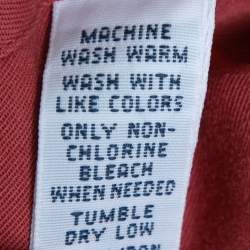 MACHINE
WASH WARM
WASH WITH
LIKE COLORS
ONLY NON-
CHLORINE
BLEACH
WHEN NEEDED
TUMBLE
DRY LOW